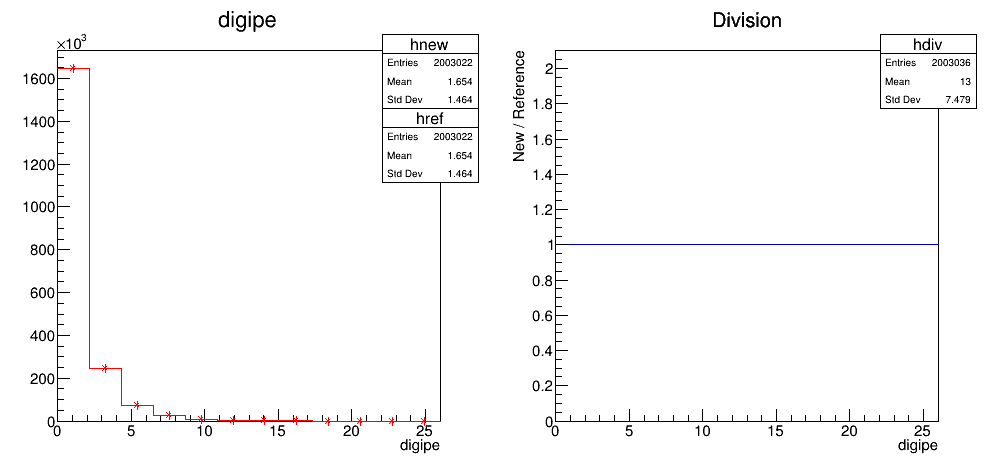 digipe
×10³
1600
1400
1200
1000
800
600
400
200
0
0 5 10 15 20 25
digipe
hnew
Entries 2003022
Mean 1.654
Std Dev 1.464
href
Entries 2003022
Mean 1.654
Std Dev 1.464
Division
New / Reference
2
1.8
1.6
1.4
1.2
1
0.8
0.6
0.4
0.2
0
0 5 10 15 20 25
digipe
hdiv
Entries 2003036
Mean 13
Std Dev 7.479